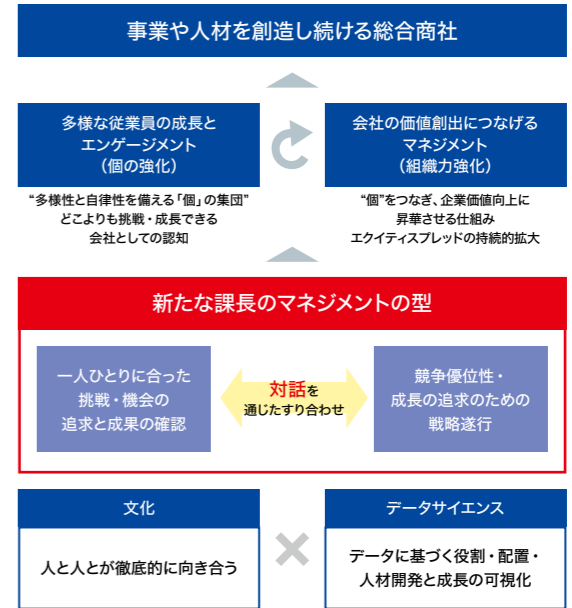 事業や人材を創造し続ける総合商社
多様な従業員の成長と
エンゲージメント
（個の強化）
会社の価値創出につなげる
マネジメント
（組織力強化）
“多様性と自律性を備える「個」の集団”
どこよりも挑戦・成長できる
会社としての認知
“個”をつなぎ、企業価値向上に
昇華させる仕組み
エクイティスプレッドの持続的拡大
新たな課長のマネジメントの型
一人ひとりに合った
挑戦・機会の
追求と成果の確認
対話を
通じたすり合わせ
競争優位性・
成長の追求のための
戦略遂行
文化
人と人とが徹底的に向き合う
データサイエンス
データに基づく役割・配置・
人材開発と成長の可視化